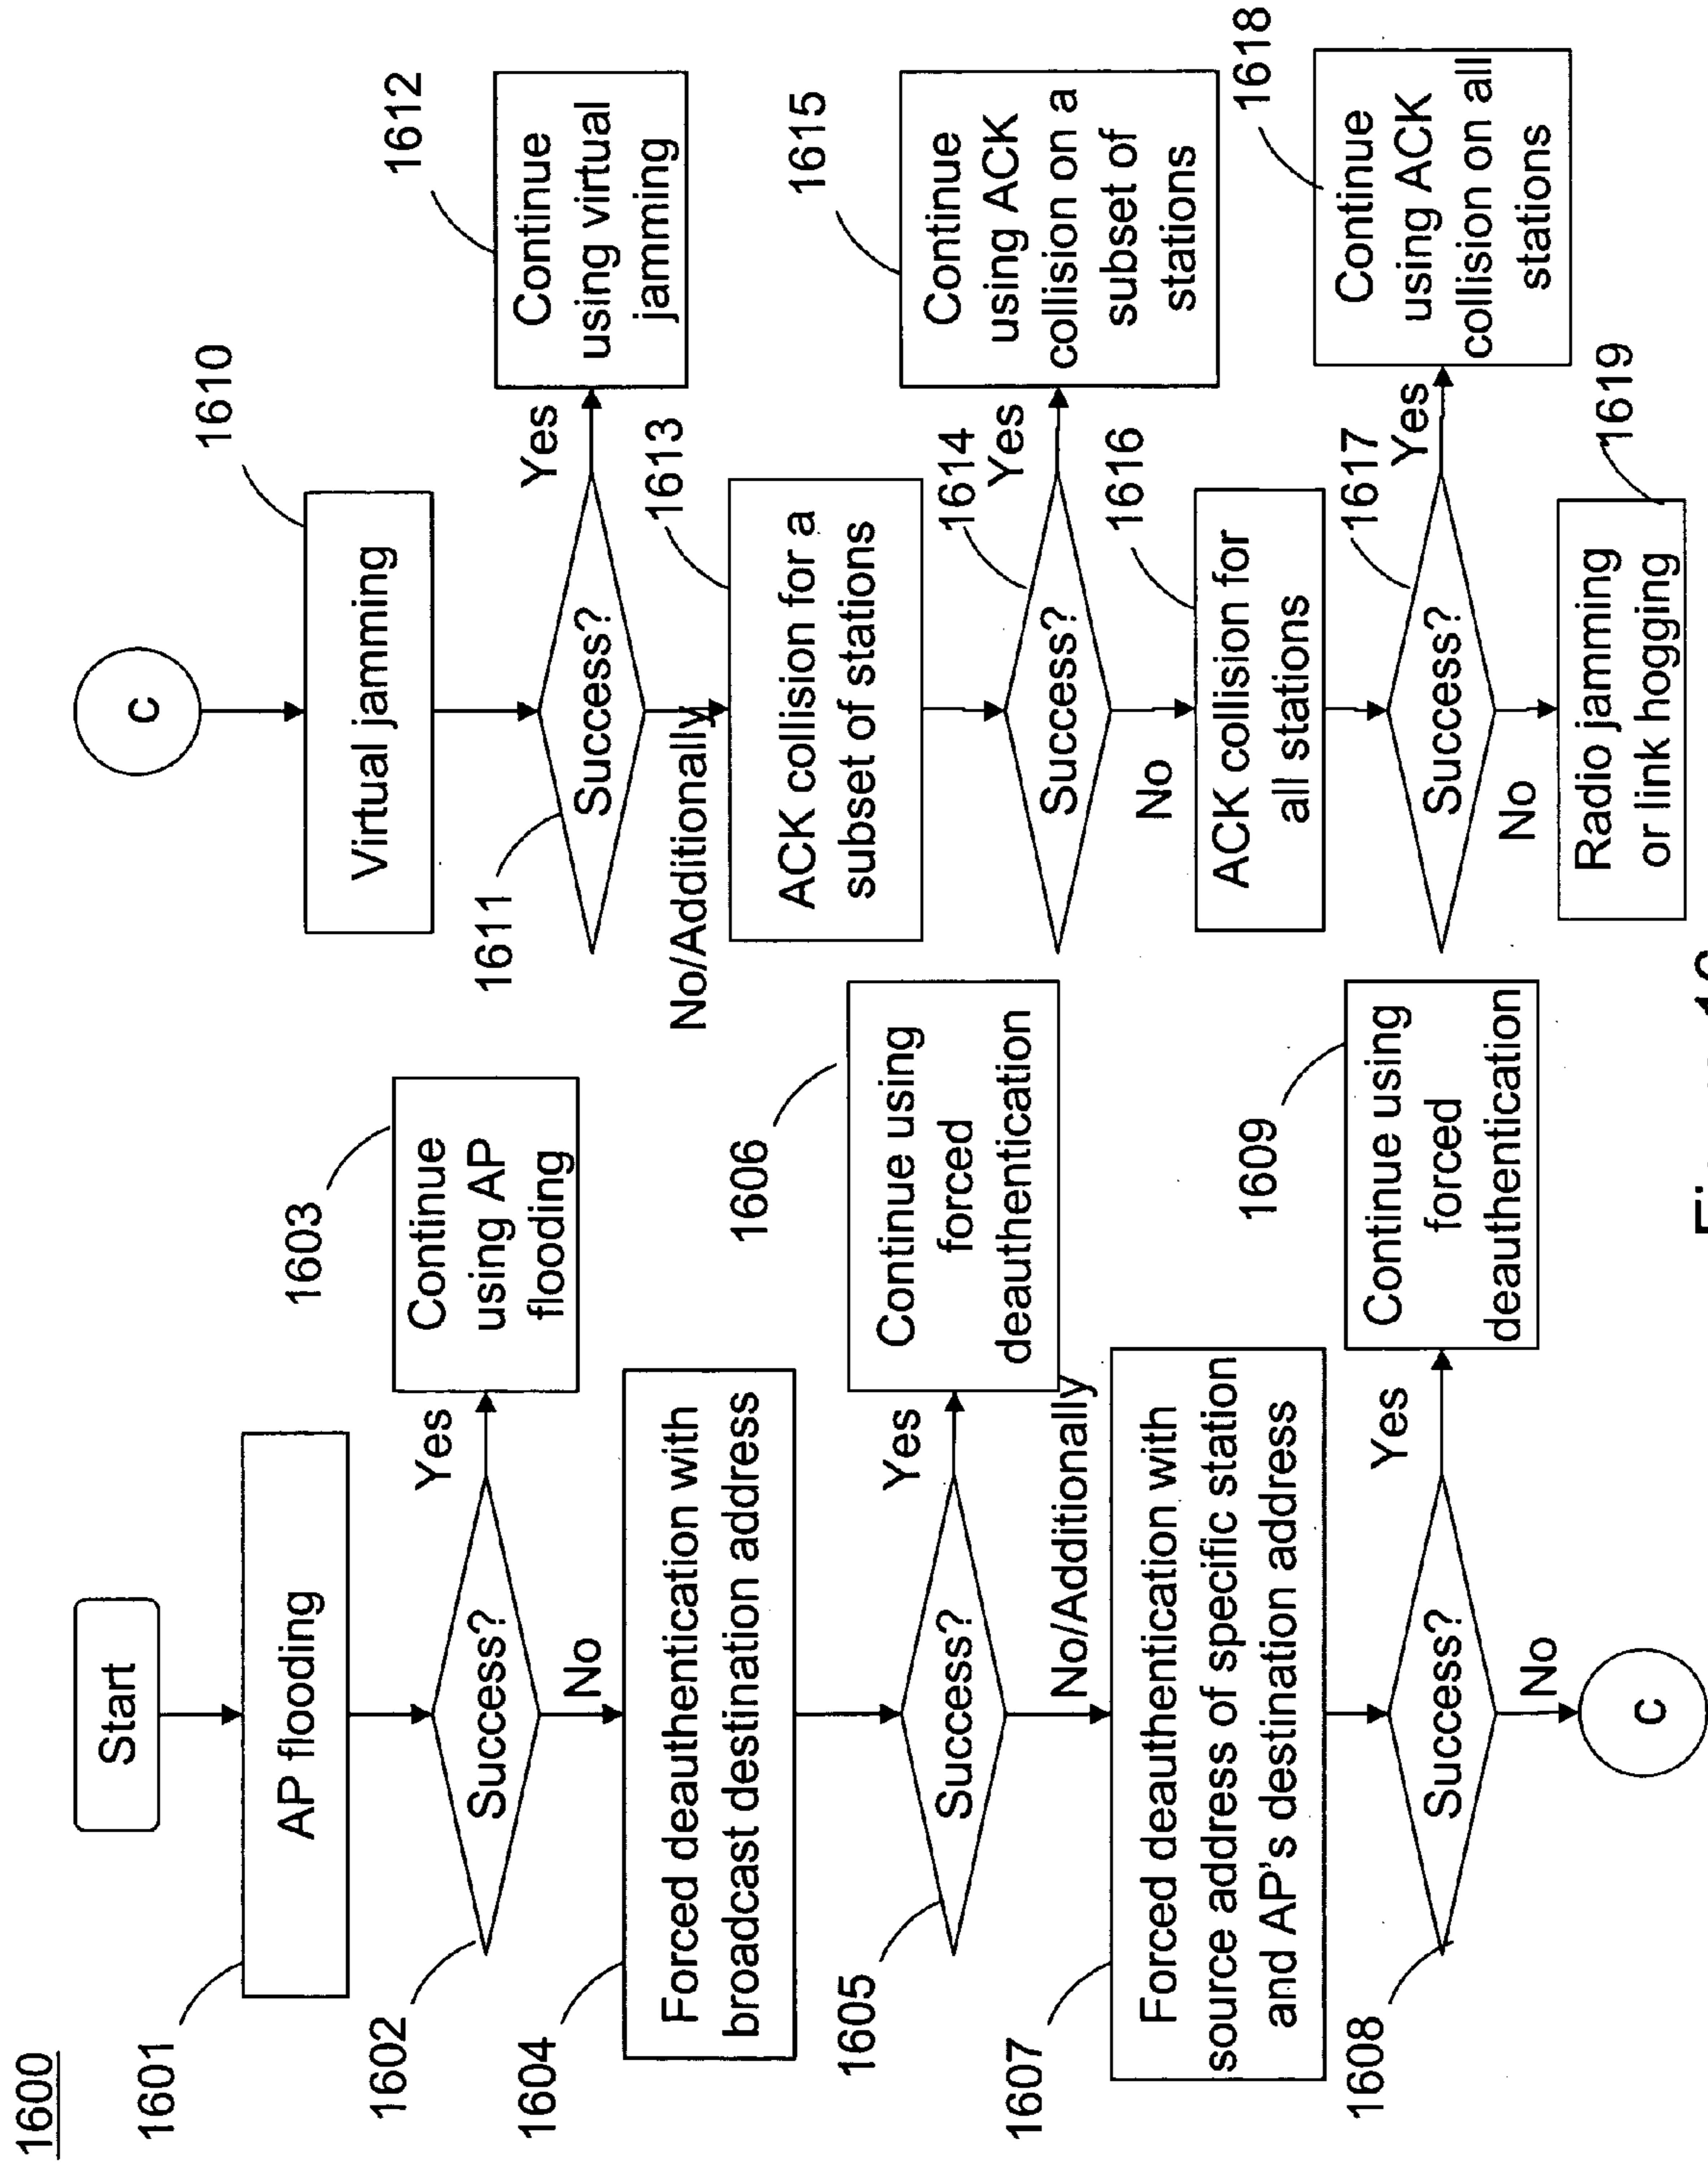 1600
Start
1601
AP flooding
1602
Success?
Yes
1603
Continue
using AP
flooding
No
1604
Forced deauthentication with
broadcast destination address
1605
Success?
Yes
1606
Continue using
forced
deauthentication
No/Additionally
1607
Forced deauthentication with
source address of specific station
and AP's destination address
1608
Success?
Yes
1609
Continue using
forced
deauthentication
No
c
c
1610
Virtual jamming
1611
Success?
Yes
1612
Continue
using virtual
jamming
No/Additionally
1613
ACK collision for a
subset of stations
1614
Success?
Yes
1615
Continue
using ACK
collision on a
subset of
stations
No
1616
ACK collision for
all stations
1617
Success?
Yes
1618
Continue
using ACK
collision on all
stations
No
1619
Radio jamming
or link hogging